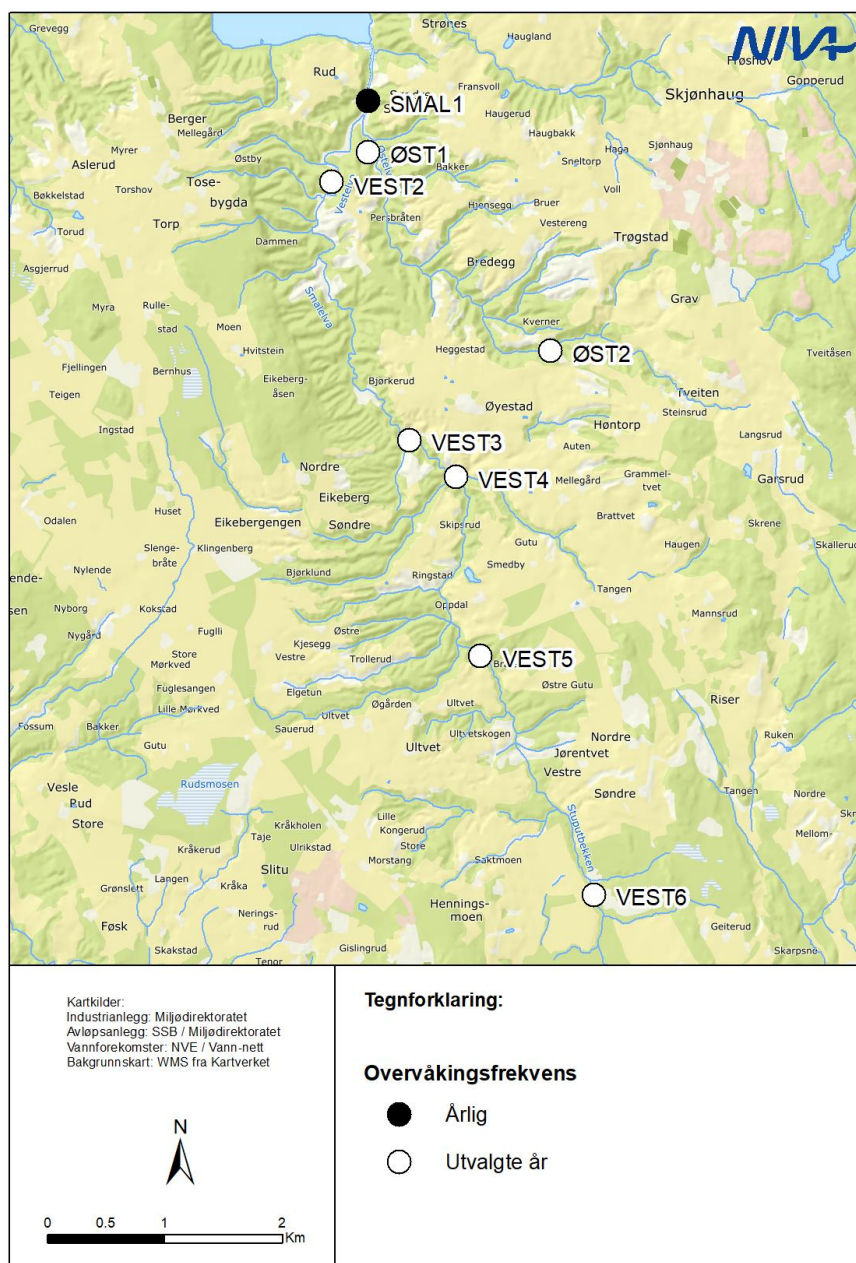 Grevegg
Strønes
Haugland
NIVA
Frøshov
Gopperud
Rud
Fransvoll
Skjønhaug
SMAL1
Berger
Mellegård
Haugerud
Haugbakk
Myrer
Aslerud
Østby
ØST1
Østelva
Bakker
Haga
Sjønhaug
Sneltorp
Bøkkelstad
Torshov
Tose-
bygda
VEST2
Vestelva
Voll
Hjensegg
Bruer
Torud
Torp
Persbråten
Vestereng
Trøgstad
Dammen
Asgjerrud
Bredegg
Smalelva
Grav
Myra
Rulle-
stad
Moen
Kverner
Hvitstein
Heggestad
ØST2
Tveitåsen
Fjellingen
Bernhus
Teigen
Eikeberg-
åsen
Bjørkerud
Tveiten
Øyestad
Steinsrud
Ingstad
Høntorp
VEST3
Auten
Langsrud
Nordre
VEST4
Mellegård
Grammel-
tvet
Garsrud
Eikeberg
Odalen
Huset
Eikebergengen
Søndre
Skipsrud
Brattvet
Skrene
Slenge-
bråte
Klingenberg
Gutu
Haugen
Skallerud
Nylende
Bjørklund
Ringstad
Smedby
Tangen
Nyborg
Kokstad
Oppdal
Mannsrud
Nygård
Fuglli
Østre
Store
Mørkved
Kjesegg
Vestre
Trollerud
VEST5
Fuglesangen
Elgetun
Østre Gutu
Riser
Lille Mørkved
Øgården
Ultvet
Fossum
Bakker
Ultvet
Sauerud
Ultvetskogen
Nordre
Ruken
Gutu
Ultvet
Jørentvet
Vestre
Vesle
Rud
Store
Rudsmosen
Søndre
Tangen
Nordre
Stuputbekken
Mellom-
Kråkholen
Lille
Kongerud
Store
Taje
Kråkerud
Ulrikstad
Morstang
Saktmoen
Langen
Slitu
Grønslett
Kråka
VEST6
Hennings-
moen
Føsk
Nerings-
rud
Geiterud
Skakstad
Gislingrud
Skarpsno
Tenor
Kartkilder:
Industrianlegg: Miljødirektoratet
Avløpsanlegg: SSB / Miljødirektoratet
Vannforekomster: NVE / Vann-nett
Bakgrunnskart: WMS fra Kartverket
N
0 0.5 1 2
Km
Tegnforklaring:
Overvåkingsfrekvens
Årlig
Utvalgte år